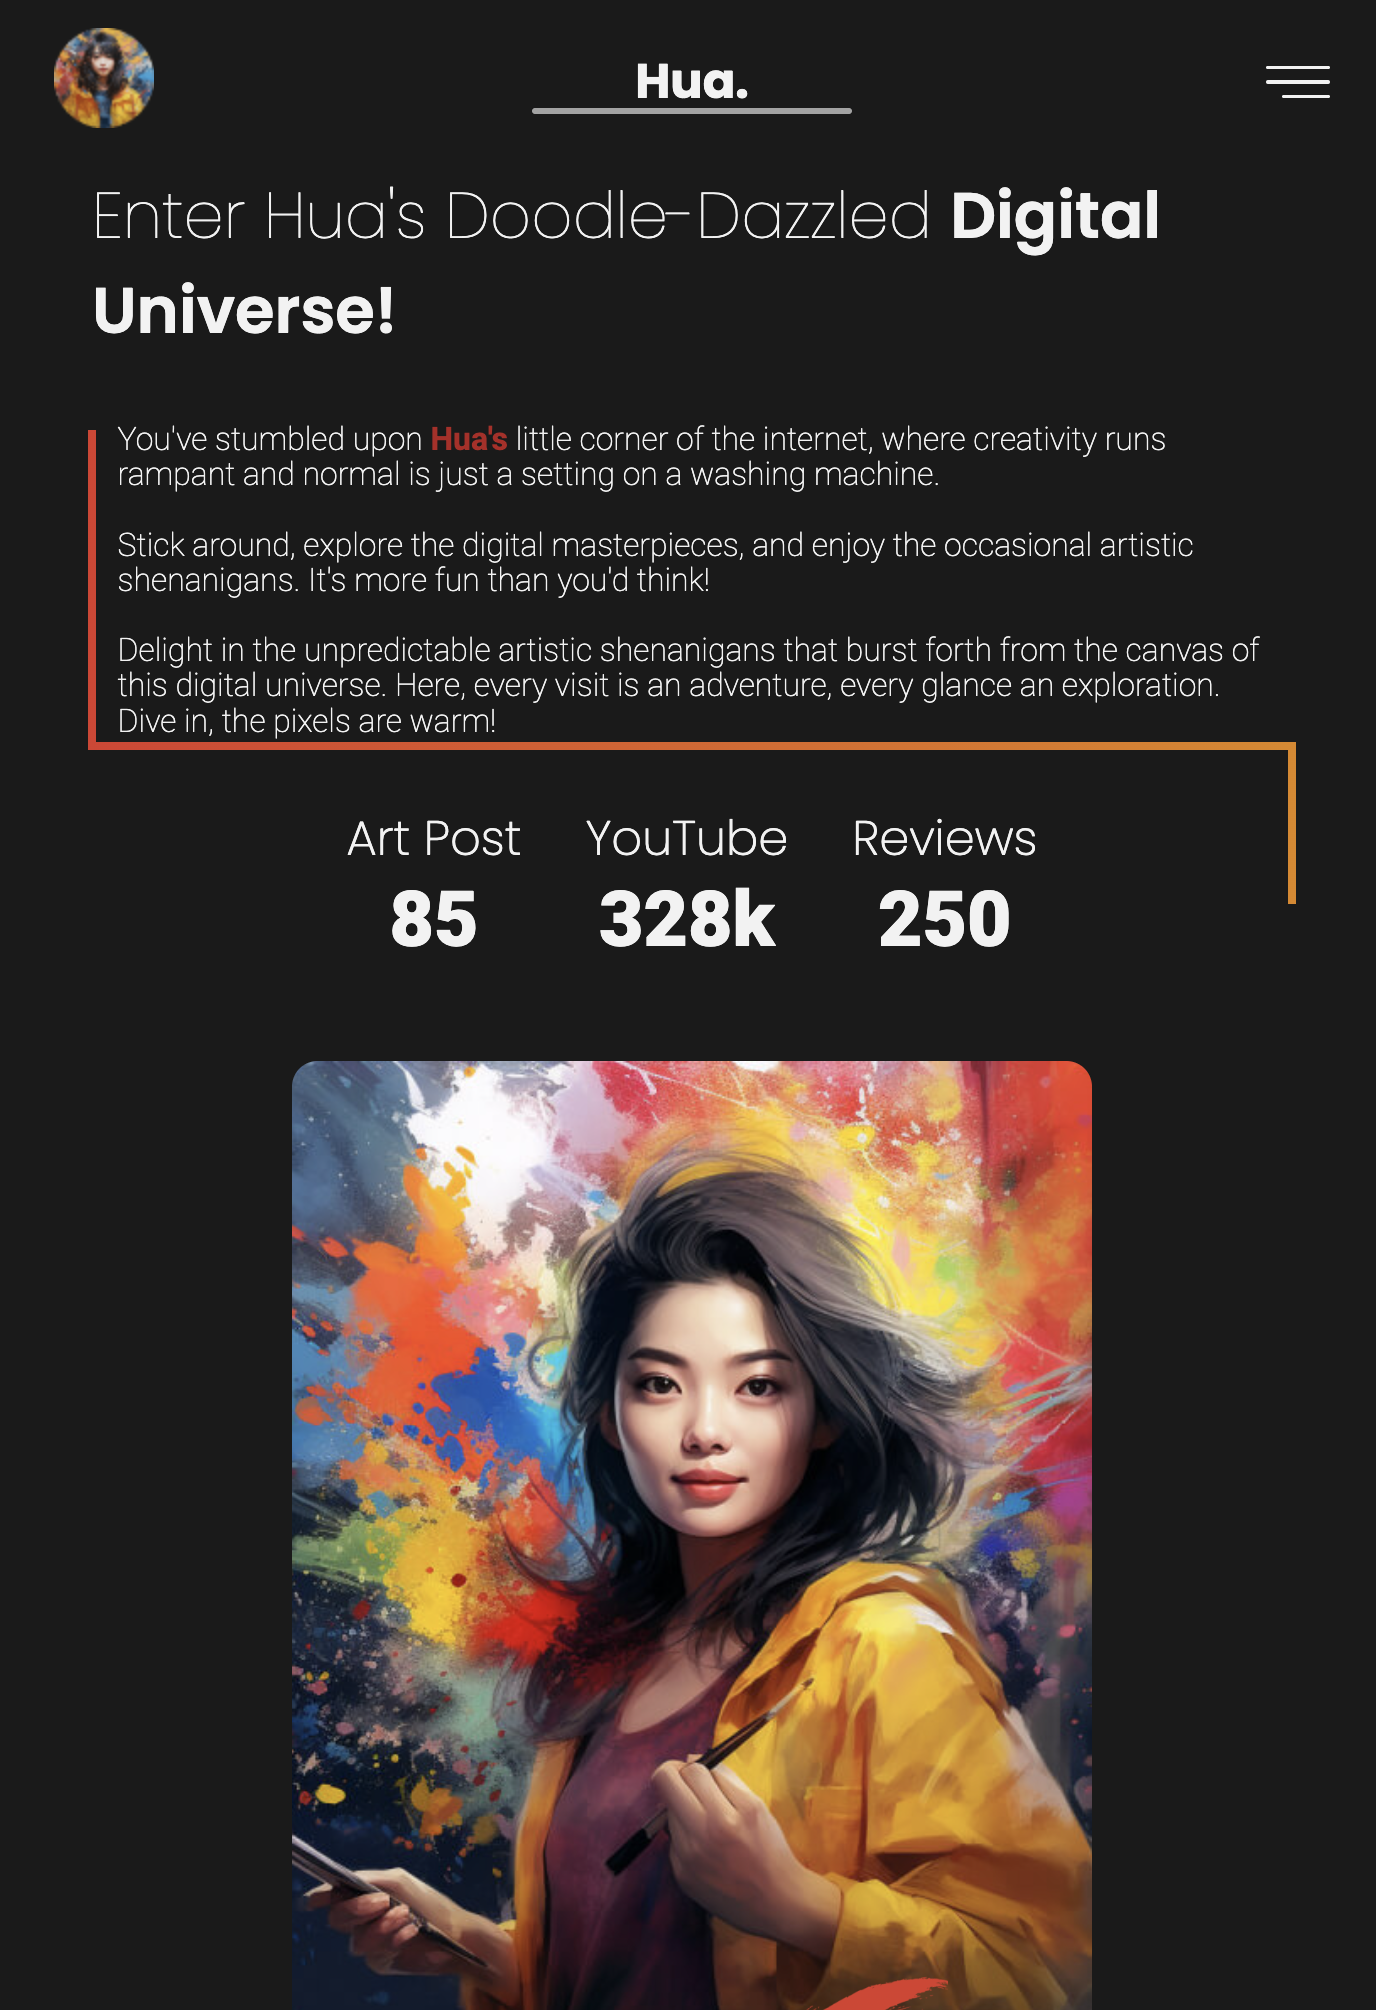 Hua.
Enter Hua's Doodle-Dazzled Digital
Universe!
You've stumbled upon Hua's little corner of the internet, where creativity runs
rampant and normal is just a setting on a washing machine.
Stick around, explore the digital masterpieces, and enjoy the occasional artistic
shenanigans. It's more fun than you'd think!
Delight in the unpredictable artistic shenanigans that burst forth from the canvas of
this digital universe. Here, every visit is an adventure, every glance an exploration.
Dive in, the pixels are warm!
Art Post YouTube Reviews
85 328k 250